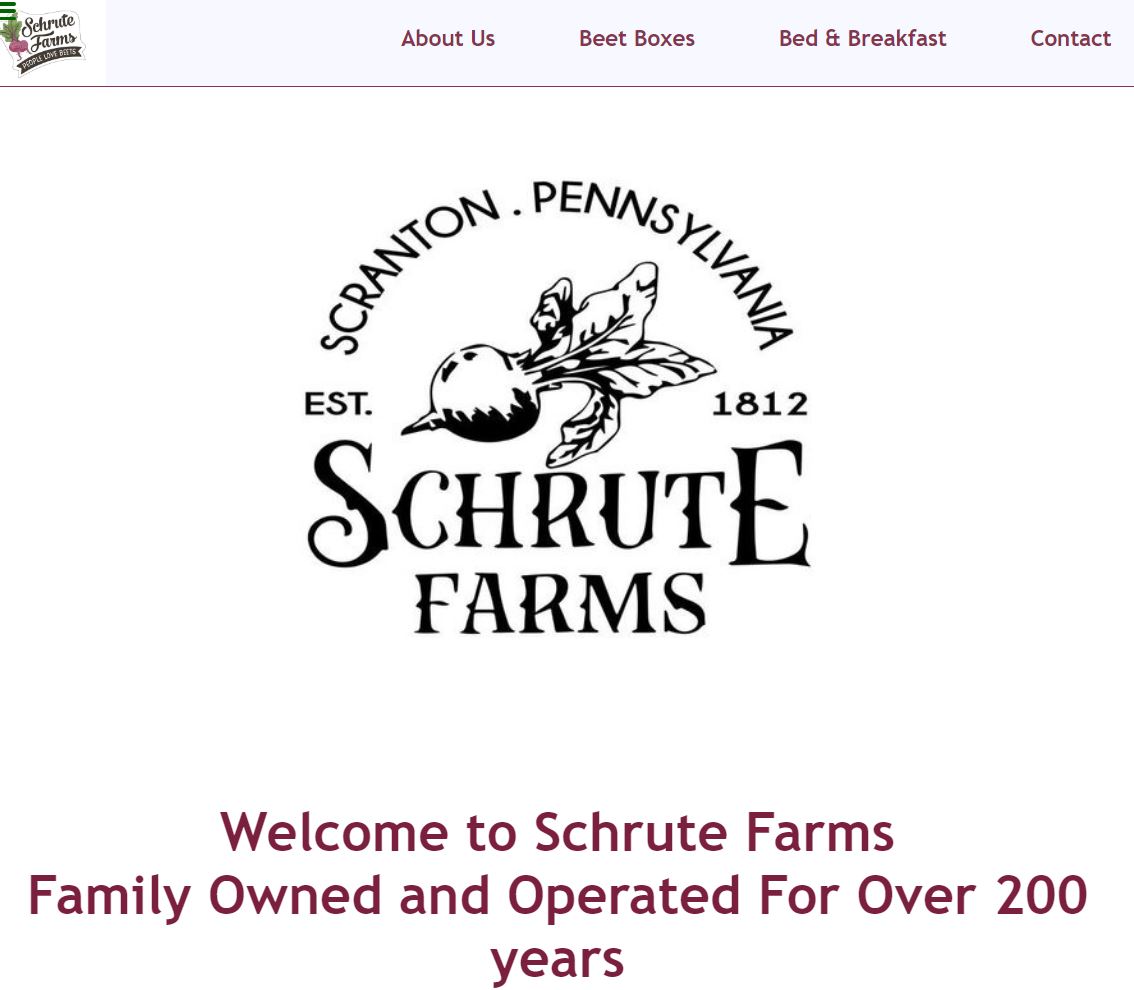 Schrute
Farms
PEOPLE LOVE BEETS
About Us
Beet Boxes
Bed & Breakfast
Contact
SCRANTON . PENNSYLVANIA
EST.
1812
SCHRUTE
FARMS
Welcome to Schrute Farms
Family Owned and Operated For Over 200
years